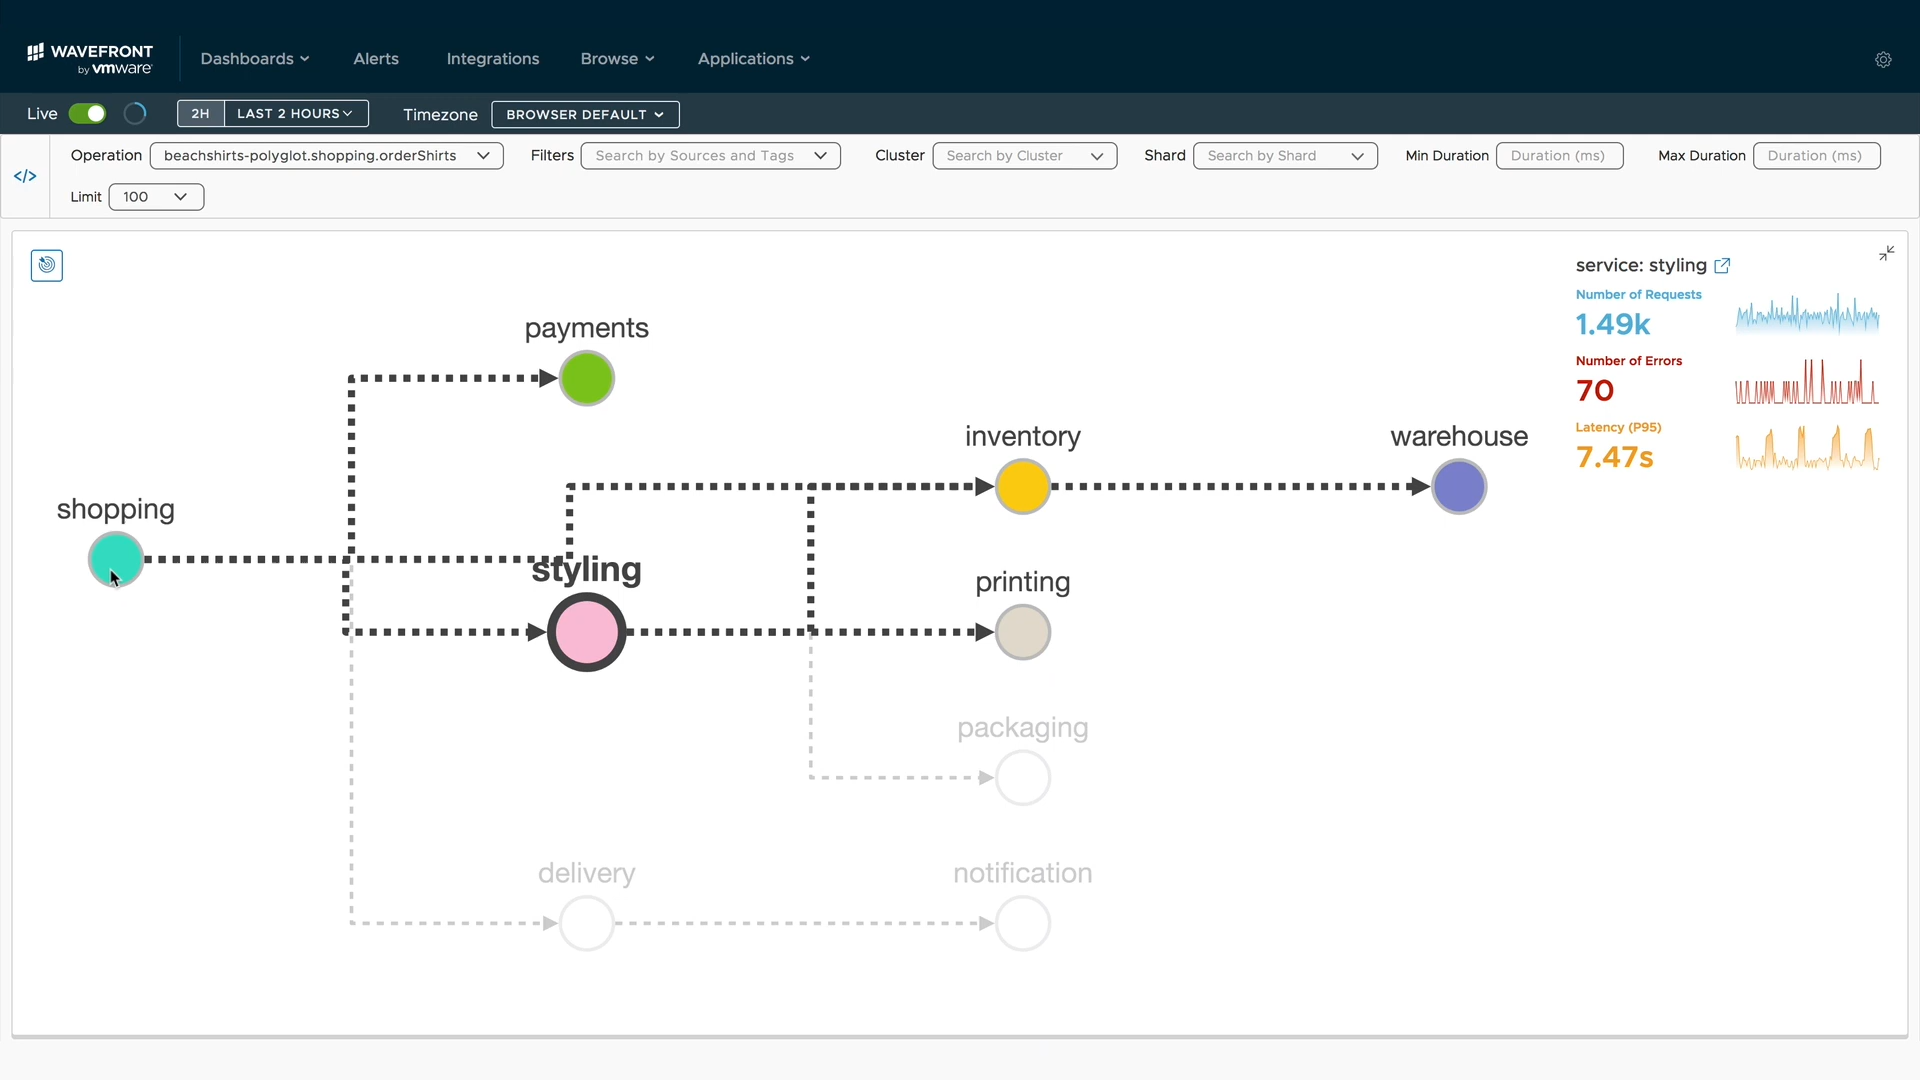 WAVEFRONT
by vmware
Dashboards
Alerts
Integrations
Browse
Applications
Live
2H
LAST 2 HOURS
Timezone
BROWSER DEFAULT
</>
Operation
beachshirts-polyglot.shopping.orderShirts
Filters
Search by Sources and Tags
Cluster
Search by Cluster
Shard
Search by Shard
Min Duration
Duration (ms)
Max Duration
Duration (ms)
Limit
100
service: styling
Number of Requests
1.49k
Number of Errors
70
Latency (P95)
7.47s
payments
inventory
warehouse
shopping
styling
printing
packaging
delivery
notification